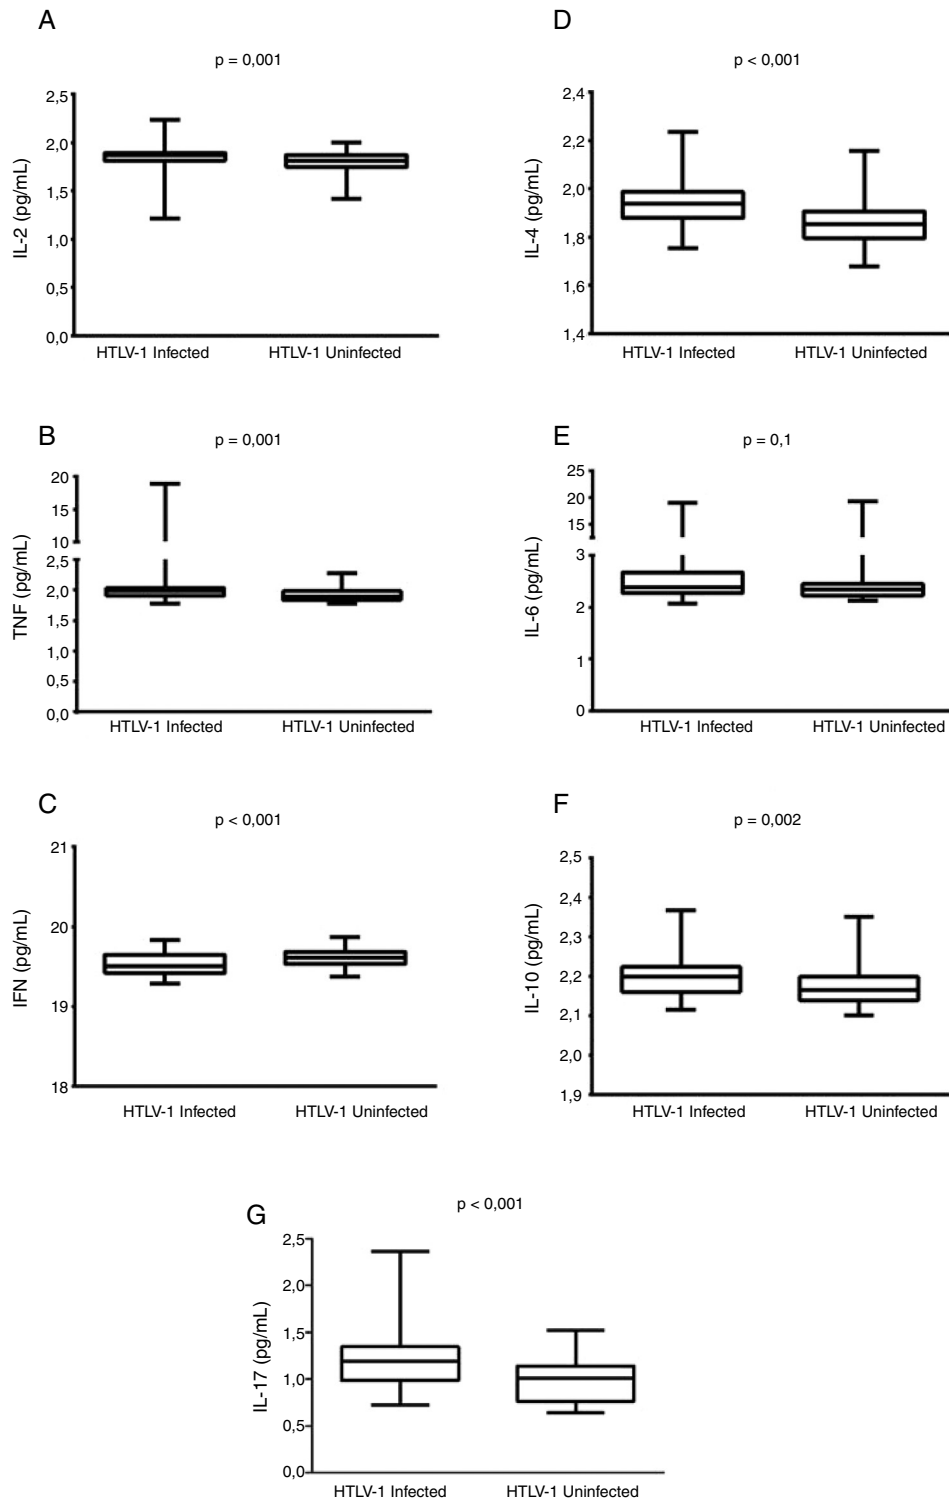 A
p = 0,001
IL-2 (pg/mL)
2,5
2,0
1,5
1,0
0,5
0,0
HTLV-1 Infected
HTLV-1 Uninfected
D
p < 0,001
IL-4 (pg/mL)
2,4
2,2
2,0
1,8
1,6
1,4
HTLV-1 Infected
HTLV-1 Uninfected
B
p = 0,001
TNF (pg/mL)
20
15
10
2,5
2,0
1,5
1,0
0,5
0,0
HTLV-1 Infected
HTLV-1 Uninfected
E
p = 0,1
IL-6 (pg/mL)
25
20
15
3
2
1
0
HTLV-1 Infected
HTLV-1 Uninfected
C
p < 0,001
IFN (pg/mL)
21
20
19
18
HTLV-1 Infected
HTLV-1 Uninfected
F
p = 0,002
IL-10 (pg/mL)
2,5
2,4
2,3
2,2
2,1
2,0
1,9
HTLV-1 Infected
HTLV-1 Uninfected
G
p < 0,001
IL-17 (pg/mL)
2,5
2,0
1,5
1,0
0,5
0,0
HTLV-1 Infected
HTLV-1 Uninfected